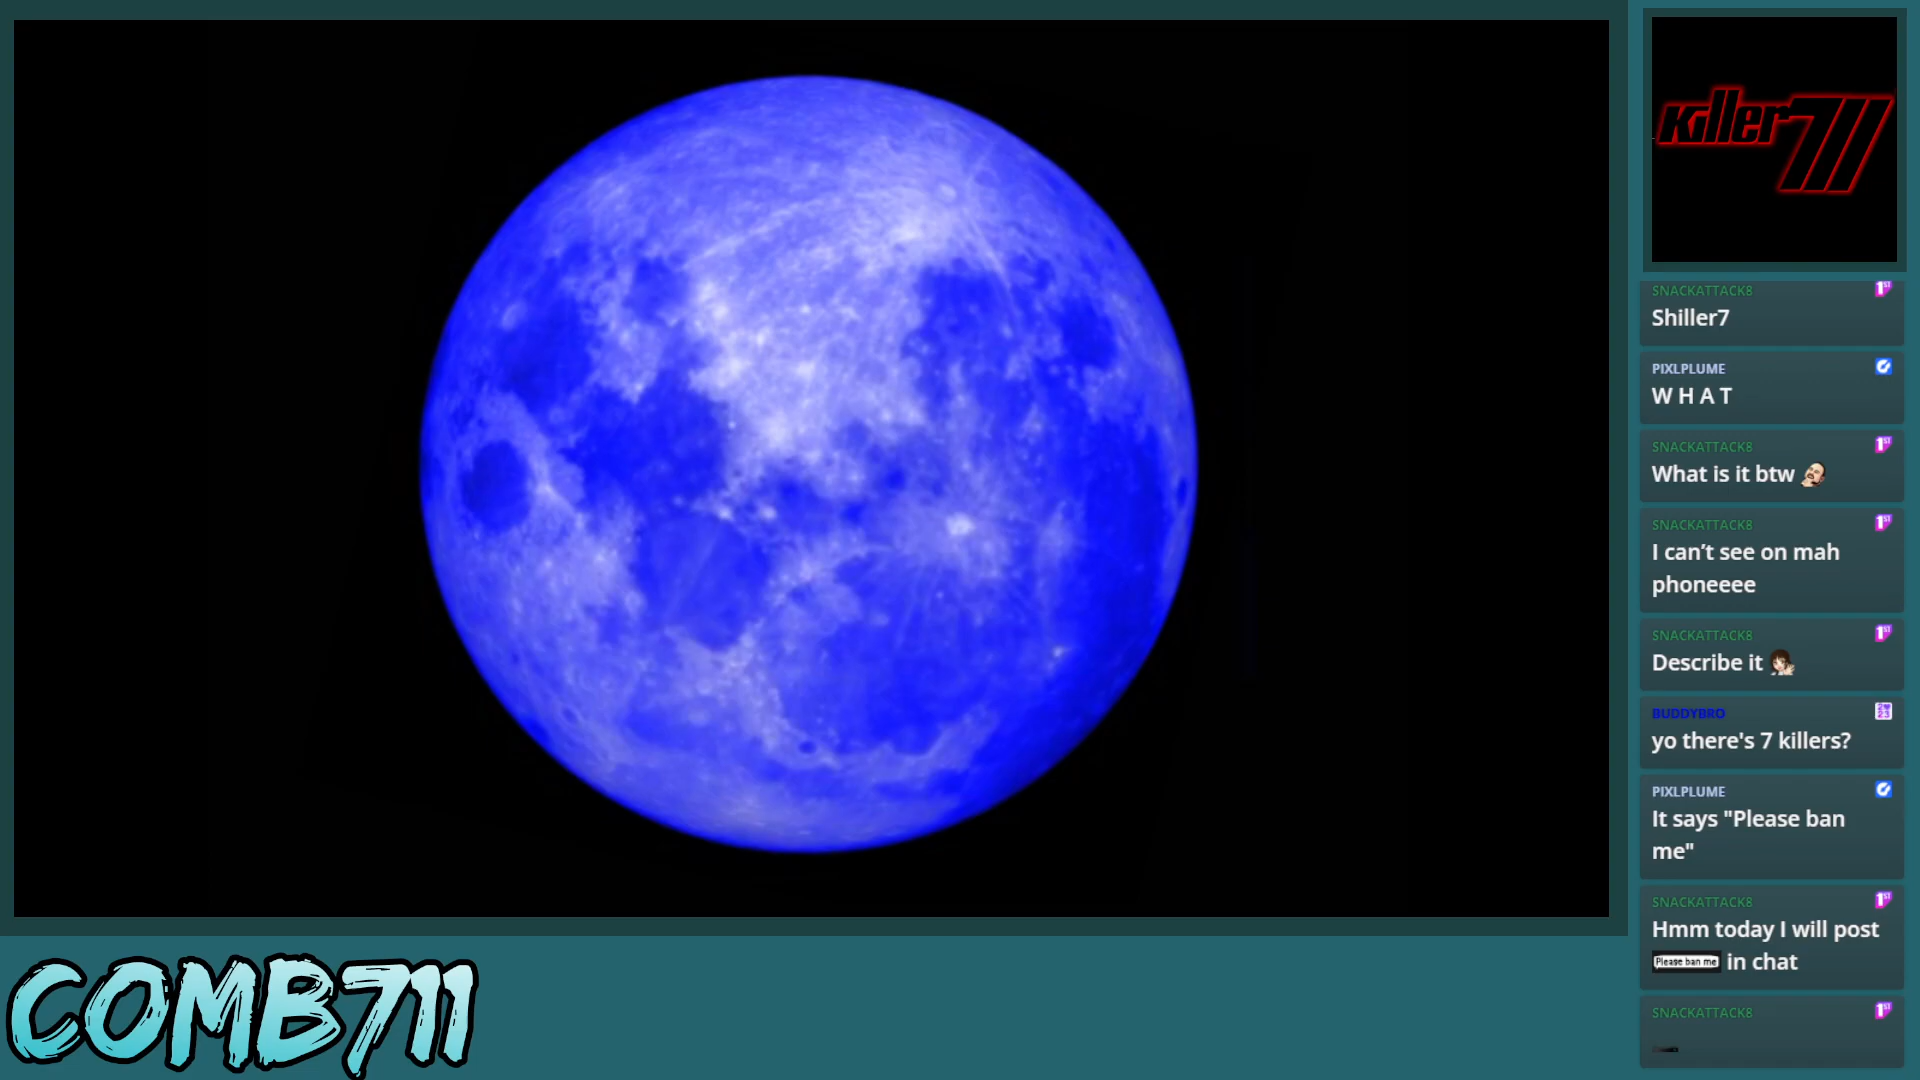 Killer711
SNACKATTACK8
Shiller7
PIXLPLUME
W H A T
SNACKATTACK8
What is it btw
SNACKATTACK8
I can't see on mah
phoneeee
SNACKATTACK8
Describe it
BUDDYBRO
yo there's 7 killers?
PIXLPLUME
It says "Please ban
me"
SNACKATTACK8
Hmm today I will post
Please ban me in chat
SNACKATTACK8
COMB711